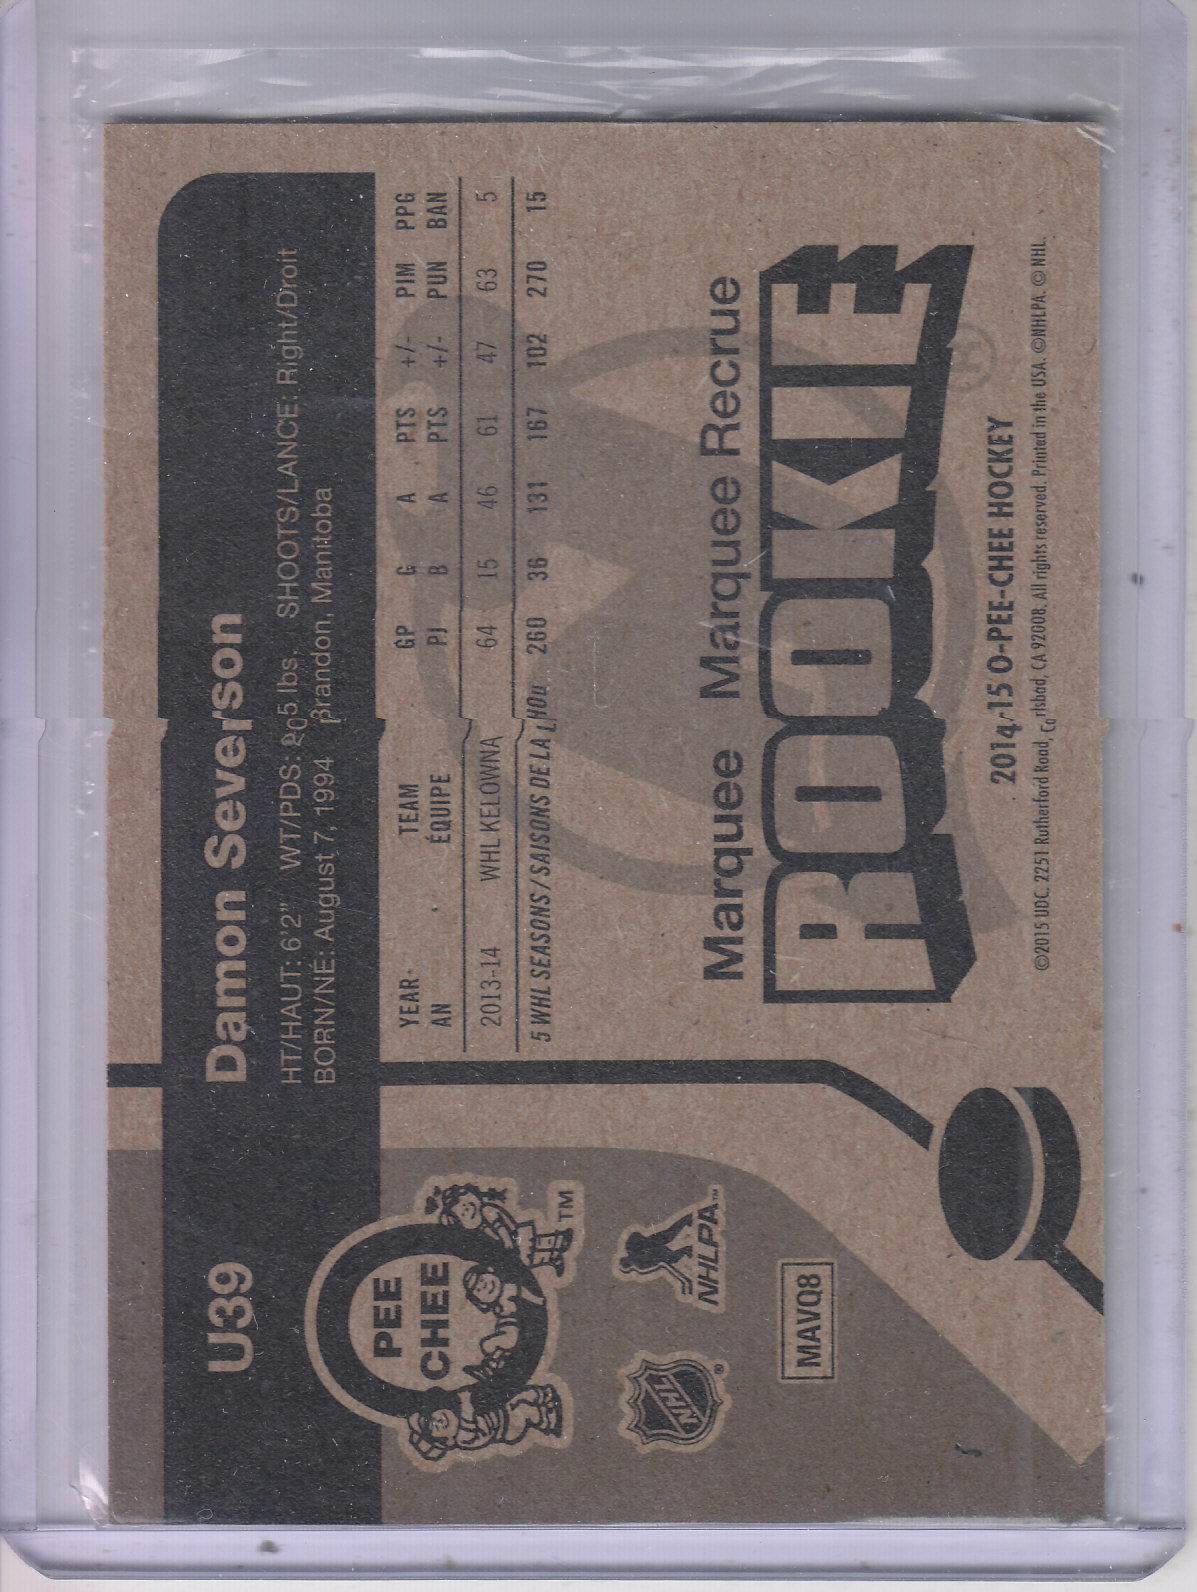 U39
Damon Severson
HT/HAUT: 6'2" WT/PDS: 205 lbs. SHOOTS/LANCE: Right/Droit
BORN/NÉ: August 7, 1994 Brandon, Manitoba
PEE
CHEE
TM
YEAR TEAM GP G A PTS +/- PIM PPG
AN ÉQUIPE PJ B A PTS +/- PUN BAN
2013-14 WHL KELOWNA 64 15 46 61 47 63 5
5 WHL SEASONS/SAISONS DE LA LHOu 260 36 131 167 102 270 15
NHL
®
NHLPA™
MAVQ8
Marquee Marquee Recrue
ROOKIE
2014-15 O-PEE-CHEE HOCKEY
©2015 UDC. 2251 Rutherford Road, Carlsbad, CA 92008. All rights reserved. Printed in the USA. ©NHLPA. © NHL.